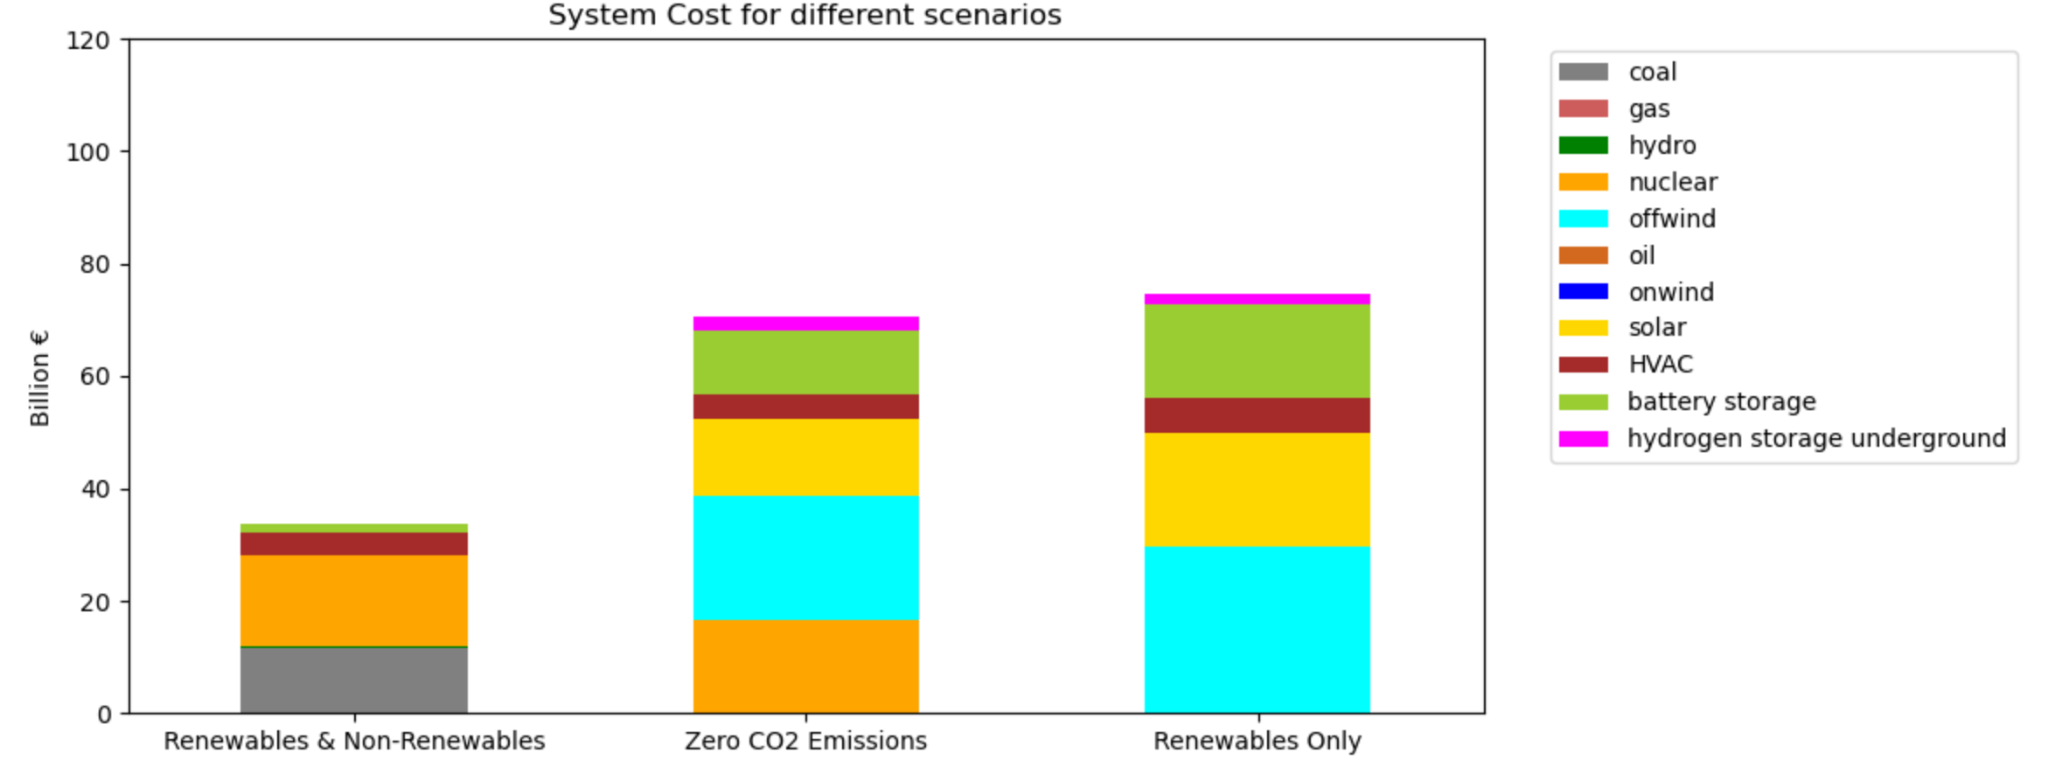 System Cost for different scenarios
120
100
80
60
40
20
0
Billion €
Renewables & Non-Renewables
Zero CO2 Emissions
Renewables Only
coal
gas
hydro
nuclear
offwind
oil
onwind
solar
HVAC
battery storage
hydrogen storage underground